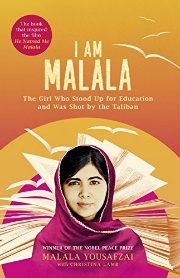 The book
that inspired
the film
He Named Me
Malala
I AM
MALALA
The Girl Who Stood Up for Education
and Was Shot by the Taliban
WINNER OF THE NOBEL PEACE PRIZE
MALALA YOUSAFZAI
WITH CHRISTINA LAMB